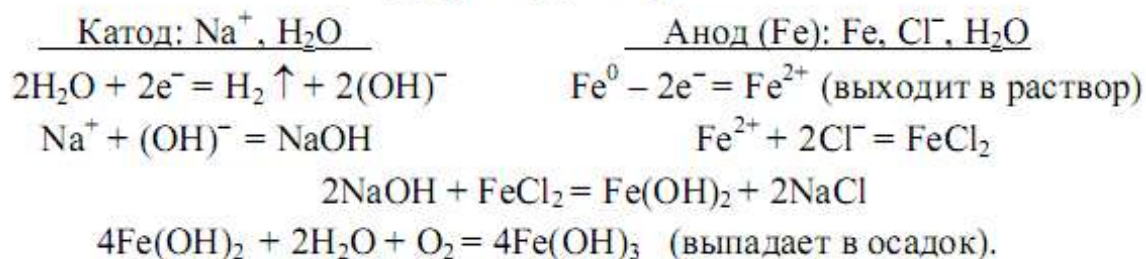 Катод: Na⁺, H₂O Анод (Fe): Fe, Cl⁻, H₂O
2H₂O + 2e⁻ = H₂ ↑ + 2(OH)⁻ Fe⁰ – 2e⁻ = Fe²⁺ (выходит в раствор)
Na⁺ + (OH)⁻ = NaOH Fe²⁺ + 2Cl⁻ = FeCl₂
2NaOH + FeCl₂ = Fe(OH)₂ + 2NaCl
4Fe(OH)₂ + 2H₂O + O₂ = 4Fe(OH)₃ (выпадает в осадок).